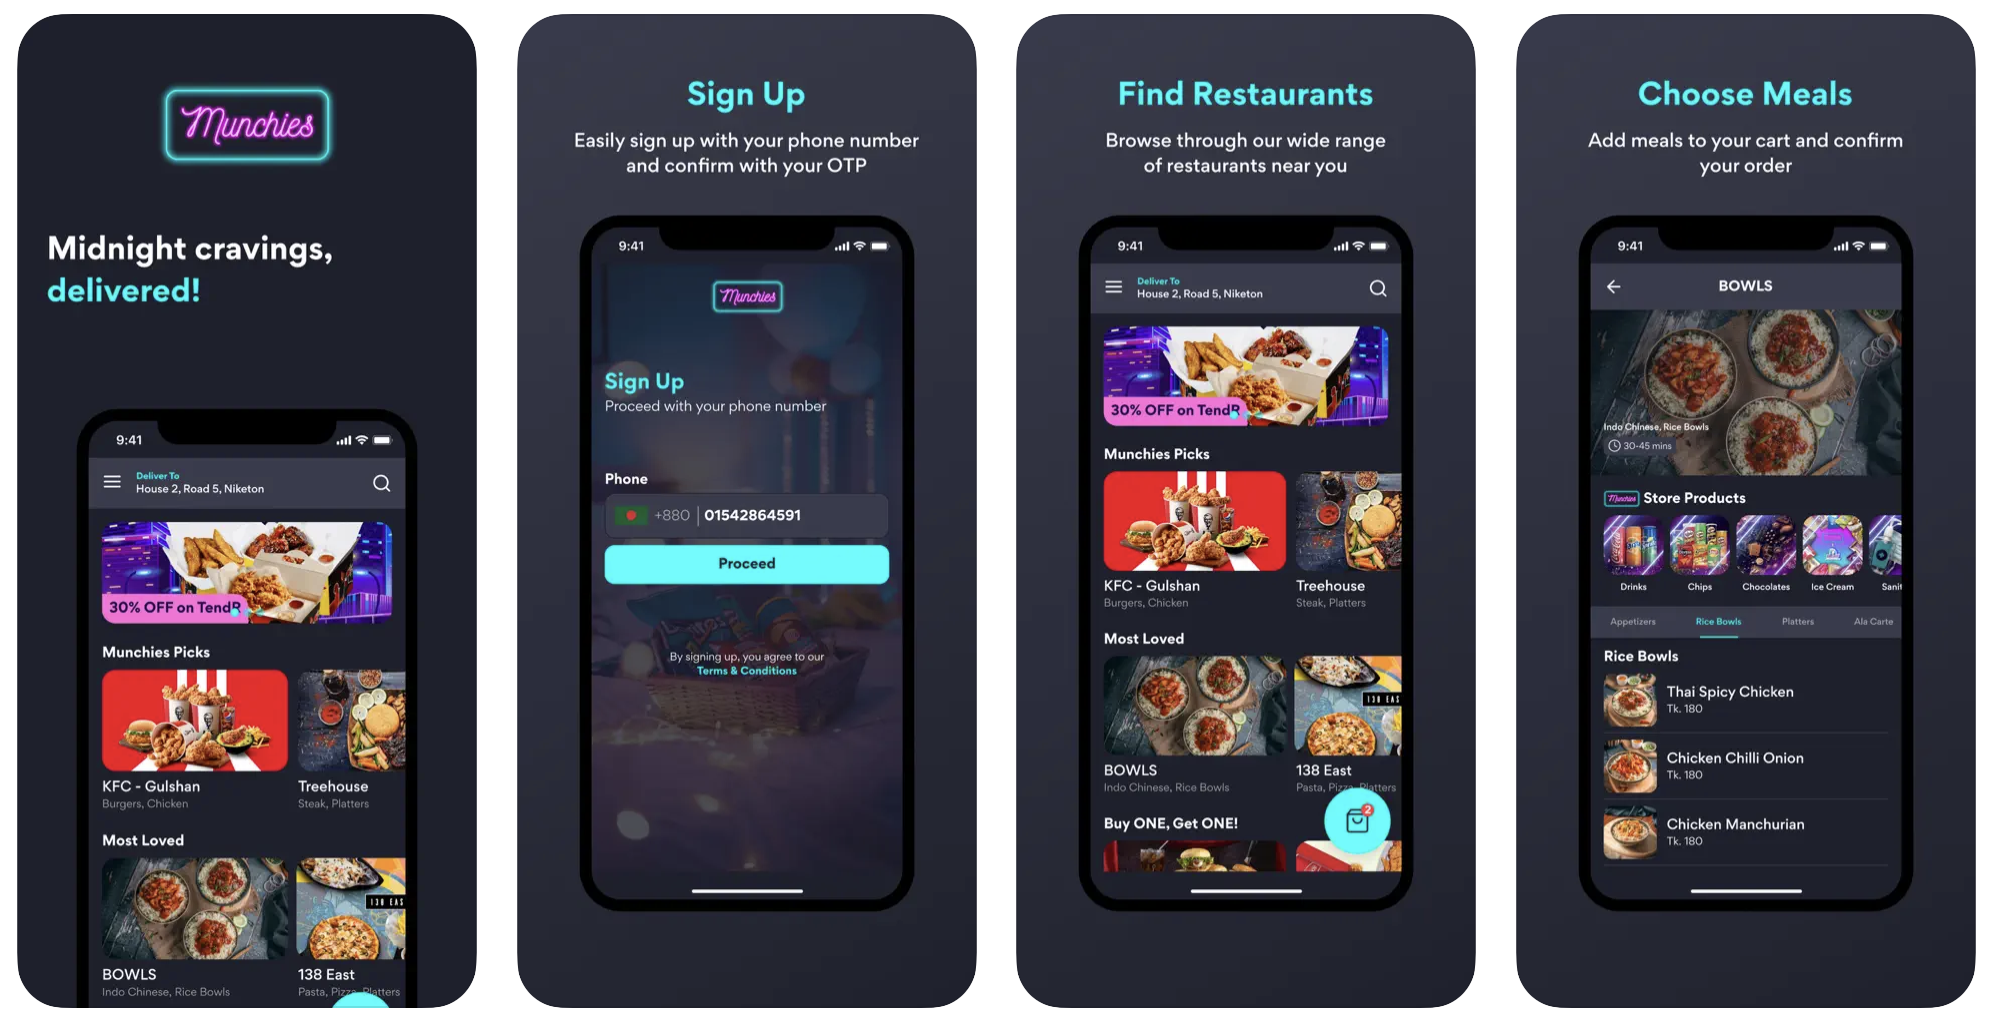 Munchies
Midnight cravings,
delivered!
9:41
Deliver To
House 2, Road 5, Niketon
30% OFF on TendR
Munchies Picks
KFC - Gulshan
Burgers, Chicken
Treehouse
Steak, Platters
Most Loved
138 EAS
BOWLS
Indo Chinese, Rice Bowls
138 East
Pasta, Pizza, Platters
Sign Up
Easily sign up with your phone number
and confirm with your OTP
9:41
Munchies
Sign Up
Proceed with your phone number
Phone
+880 01542864591
Proceed
By signing up, you agree to our
Terms & Conditions
Find Restaurants
Browse through our wide range
of restaurants near you
9:41
Deliver To
House 2, Road 5, Niketon
30% OFF on TendR
Munchies Picks
KFC - Gulshan
Burgers, Chicken
Treehouse
Steak, Platters
Most Loved
138 EAS
BOWLS
Indo Chinese, Rice Bowls
138 East
Pasta, Pizza, Platters
Buy ONE, Get ONE!
2
Choose Meals
Add meals to your cart and confirm
your order
9:41
BOWLS
Indo Chinese, Rice Bowls
30-45 mins
Munchies Store Products
Drinks
Chips
Chocolates
Ice Cream
Sanit
Appetizers Rice Bowls Platters Ala Carte
Rice Bowls
Thai Spicy Chicken
Tk. 180
Chicken Chilli Onion
Tk. 180
Chicken Manchurian
Tk. 180